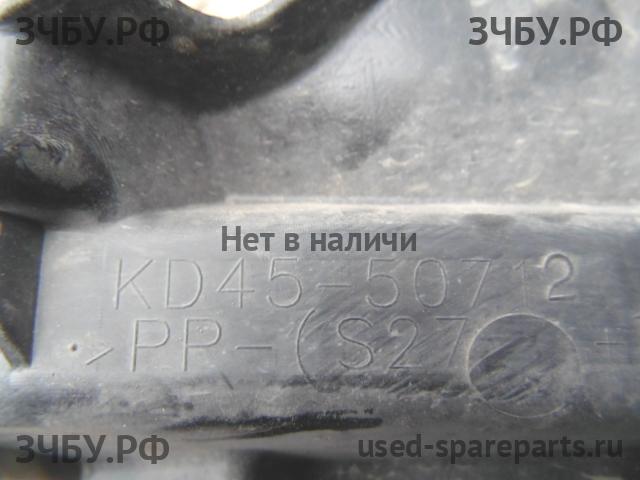 ЗЧБУ.РФ ЗЧБУ.РФ
Нет в наличи
KD45-50712
>PP-(S27-
ЗЧБУ.РФ used-spareparts.ru